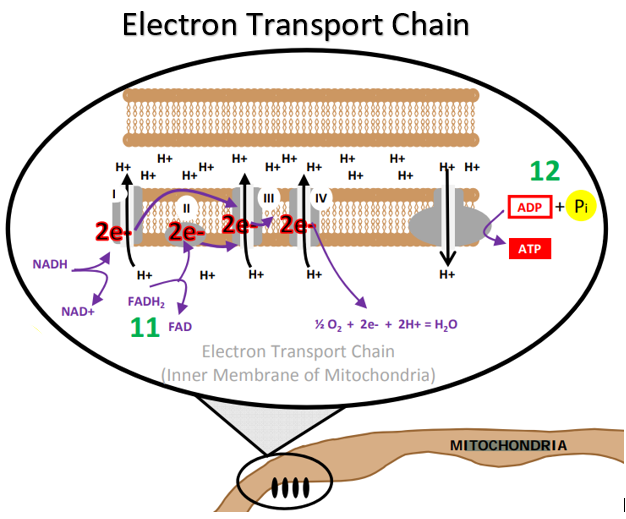 Electron Transport Chain
H+ H+ H+ H+ H+ H+ H+ H+ H+ H+ H+ H+ H+ H+
12
I II III IV
ADP + Pi
2e- 2e- 2e- 2e-
ATP
NADH
H+ H+ H+ H+ H+
NAD+
FADH₂
11 FAD
½ O₂ + 2e- + 2H+ = H₂O
Electron Transport Chain
(Inner Membrane of Mitochondria)
MITOCHONDRIA